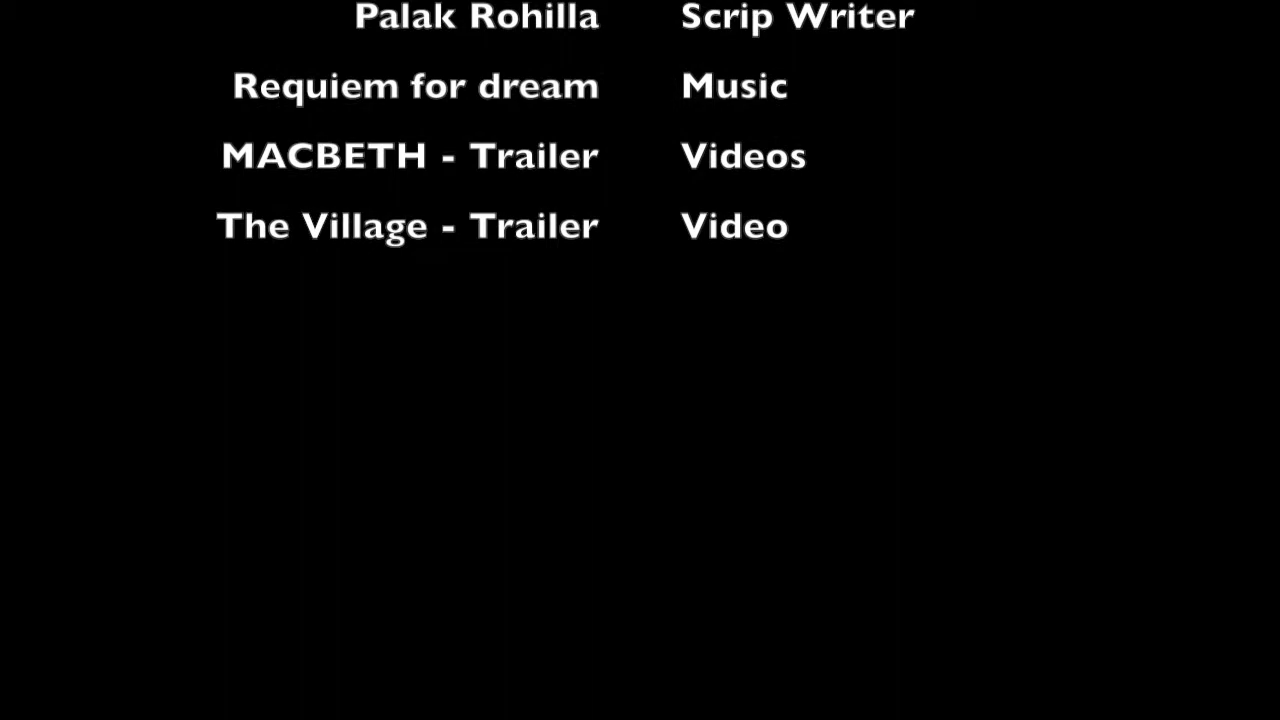 Palak Rohilla Scrip Writer
Requiem for dream Music
MACBETH - Trailer Videos
The Village - Trailer Video